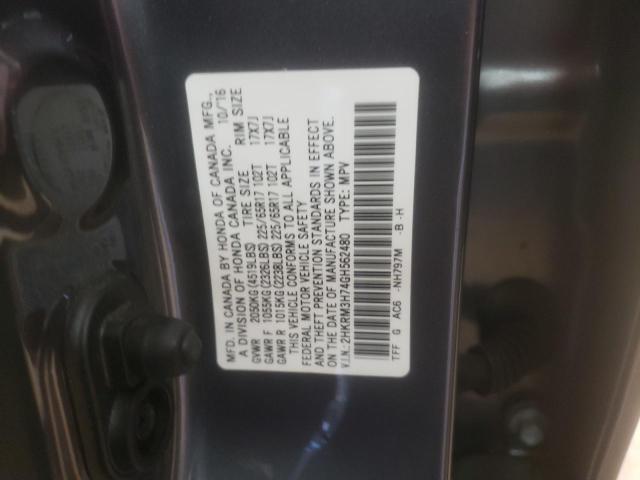 MFD. IN CANADA BY HONDA OF CANADA MFG.,
A DIVISION OF HONDA CANADA INC. 10/16
TIRE SIZE RIM SIZE
GVWR 2050KG(4519LBS)
GAWR F 1055KG(2326LBS) 225/65R17 102T 17X7J
GAWR R 1015KG(2238LBS) 225/65R17 102T 17X7J
THIS VEHICLE CONFORMS TO ALL APPLICABLE
FEDERAL MOTOR VEHICLE SAFETY
AND THEFT PREVENTION STANDARDS IN EFFECT
ON THE DATE OF MANUFACTURE SHOWN ABOVE.
V.I.N.: 2HKRM3H74GH562480 TYPE: MPV
TFF G AC6 -NH797M -B -H